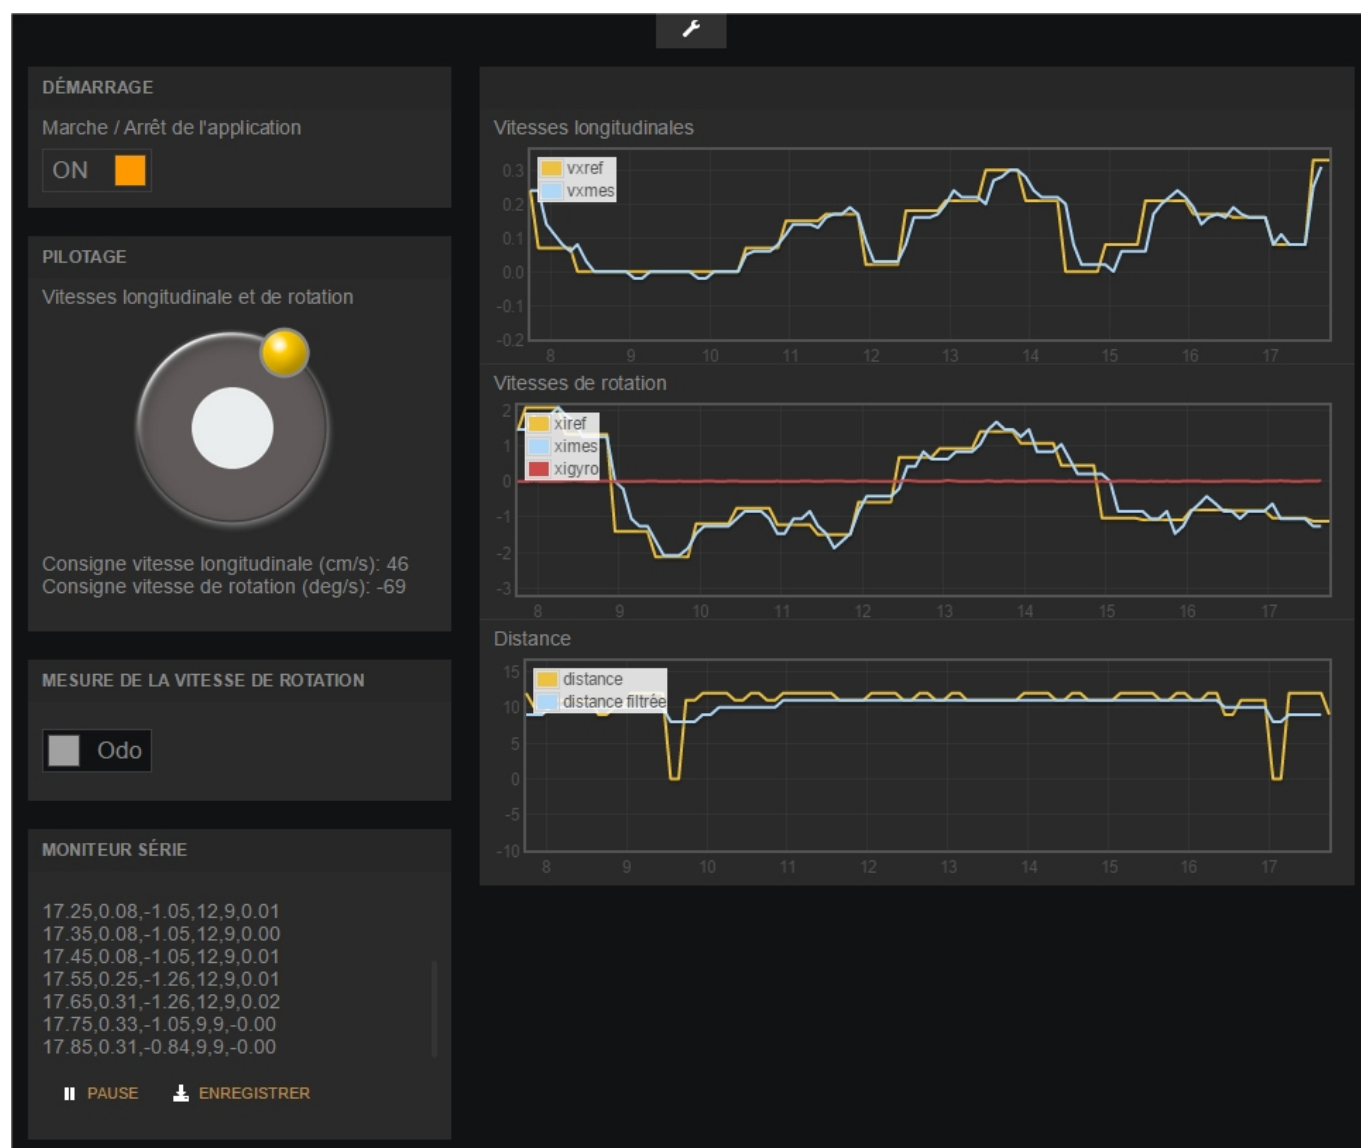 DÉMARRAGE
Marche / Arrêt de l'application
ON
PILOTAGE
Vitesses longitudinale et de rotation
Consigne vitesse longitudinale (cm/s): 46
Consigne vitesse de rotation (deg/s): -69
MESURE DE LA VITESSE DE ROTATION
Odo
MONITEUR SÉRIE
17.25,0.08,-1.05,12,9,0.01
17.35,0.08,-1.05,12,9,0.00
17.45,0.08,-1.05,12,9,0.01
17.55,0.25,-1.26,12,9,0.01
17.65,0.31,-1.26,12,9,0.02
17.75,0.33,-1.05,9,9,-0.00
17.85,0.31,-0.84,9,9,-0.00
PAUSE ENREGISTRER
Vitesses longitudinales
vxref
vxmes
0.3
0.2
0.1
0.0
-0.1
-0.2
8 9 10 11 12 13 14 15 16 17
Vitesses de rotation
xiref
ximes
xigyro
2
1
0
-1
-2
-3
8 9 10 11 12 13 14 15 16 17
Distance
distance
distance filtrée
15
10
5
0
-5
-10
8 9 10 11 12 13 14 15 16 17